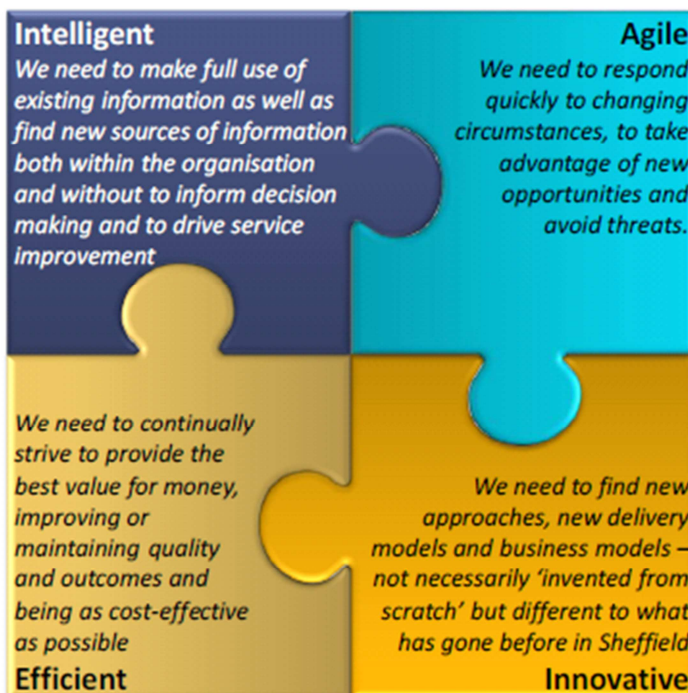 Intelligent
We need to make full use of
existing information as well as
find new sources of information
both within the organisation
and without to inform decision
making and to drive service
improvement
Agile
We need to respond
quickly to changing
circumstances, to take
advantage of new
opportunities and
avoid threats.
We need to continually
strive to provide the
best value for money,
improving or
maintaining quality
and outcomes and
being as cost-effective
as possible
Efficient
We need to find new
approaches, new delivery
models and business models –
not necessarily ‘invented from
scratch’ but different to what
has gone before in Sheffield
Innovative